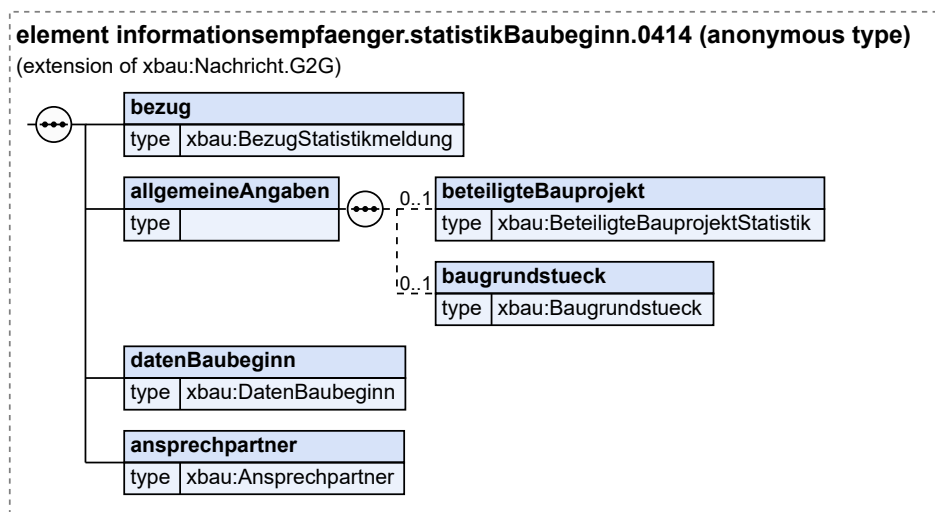 element informationsempfaenger.statistikBaubeginn.0414 (anonymous type)
(extension of xbau:Nachricht.G2G)
bezug
type xbau:BezugStatistikmeldung
allgemeineAngaben
type
0..1
beteiligteBauprojekt
type xbau:BeteiligteBauprojektStatistik
0..1
baugrundstueck
type xbau:Baugrundstueck
datenBaubeginn
type xbau:DatenBaubeginn
ansprechpartner
type xbau:Ansprechpartner